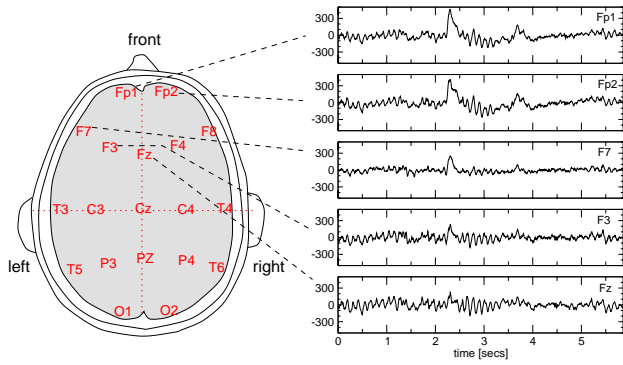 front
Fp1 Fp2
F7 F8
F3 F4
Fz
T3 C3 Cz C4 T4
left right
P3 PZ P4
T5 T6
O1 O2
300
0
-300
Fp1
300
0
-300
Fp2
300
0
-300
F7
300
0
-300
F3
300
0
-300
Fz
0 1 2 3 4 5
time [secs]